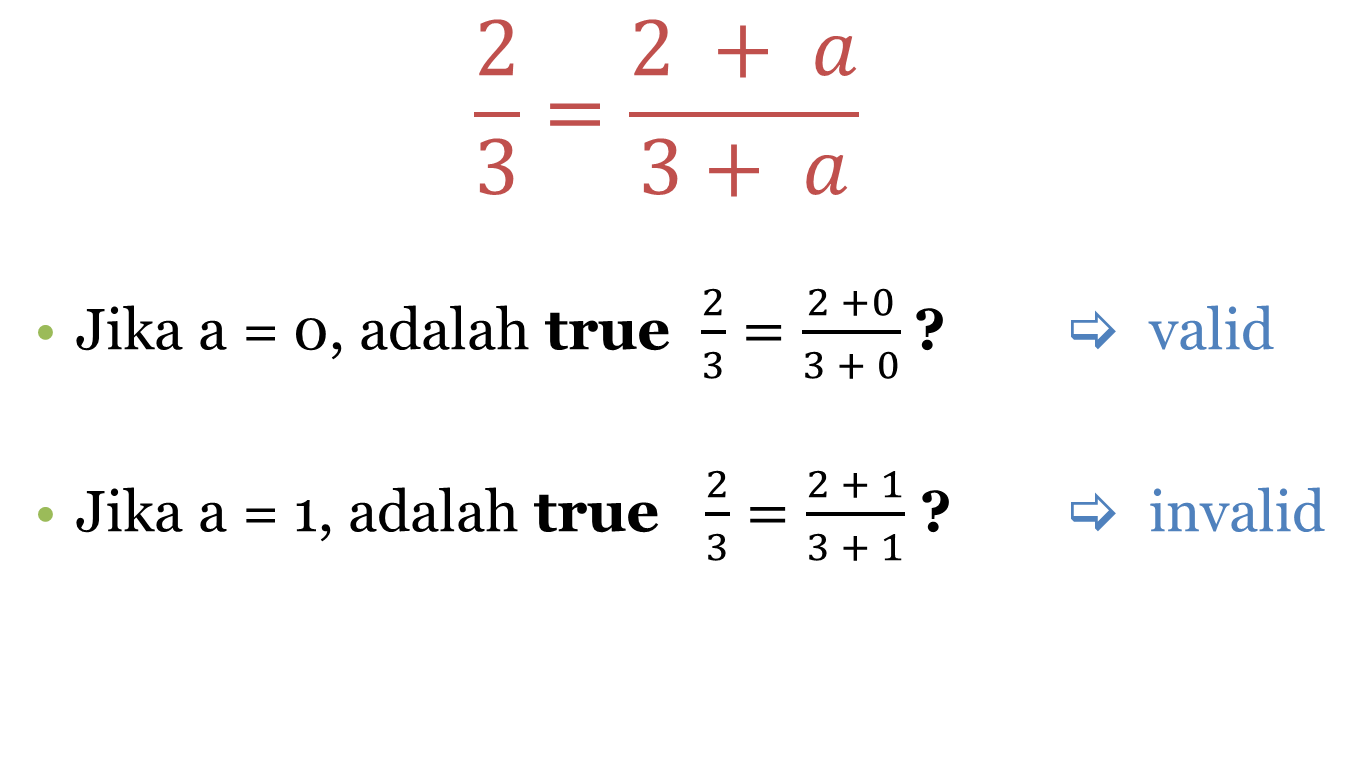 2/3 = (2 + a)/(3 + a)
• Jika a = 0, adalah true 2/3 = (2 +0)/(3 + 0) ? ⇨ valid
• Jika a = 1, adalah true 2/3 = (2 + 1)/(3 + 1) ? ⇨ invalid